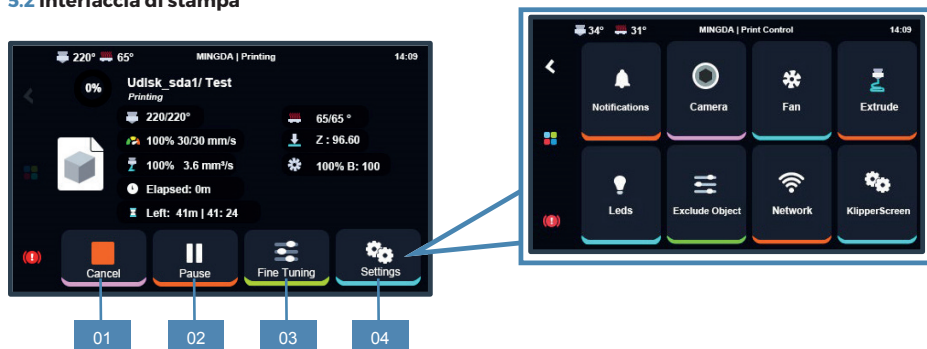 5.2 Interfaccia di stampa
220° 65° MINGDA | Printing 14:09
0%
Udisk_sda1/ Test
Printing
220/220° 65/65 °
100% 30/30 mm/s Z : 96.60
100% 3.6 mm³/s 100% B: 100
Elapsed: 0m
Left: 41m | 41: 24
Cancel Pause Fine Tuning Settings
01 02 03 04
34° 31° MINGDA | Print Control 14:09
Notifications Camera Fan Extrude
Leds Exclude Object Network KlipperScreen